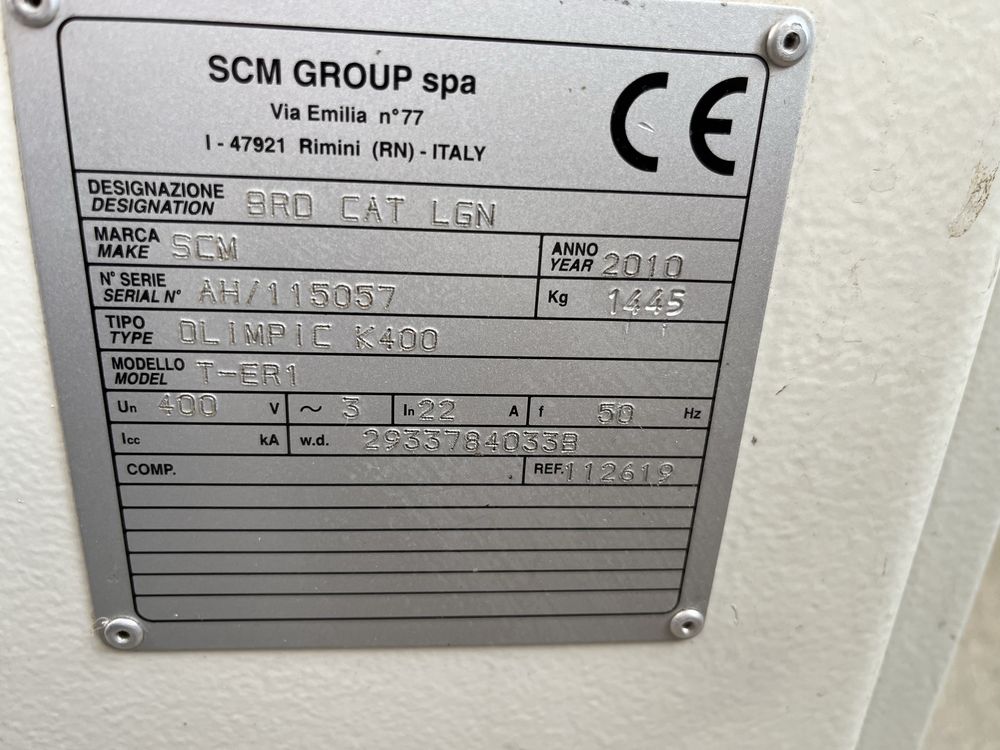 SCM GROUP spa
Via Emilia n°77
I - 47921 Rimini (RN) - ITALY
CE
DESIGNAZIONE
DESIGNATION BRD CAT LGN
MARCA
MAKE SCM
ANNO
YEAR 2010
N° SERIE
SERIAL N° AH/115057
Kg 1445
TIPO
TYPE OLIMPIC K400
MODELLO
MODEL T-ER1
Un 400 V ~ 3 In 22 A f 50 Hz
Icc kA w.d. 2933784033B
COMP. REF. 112619